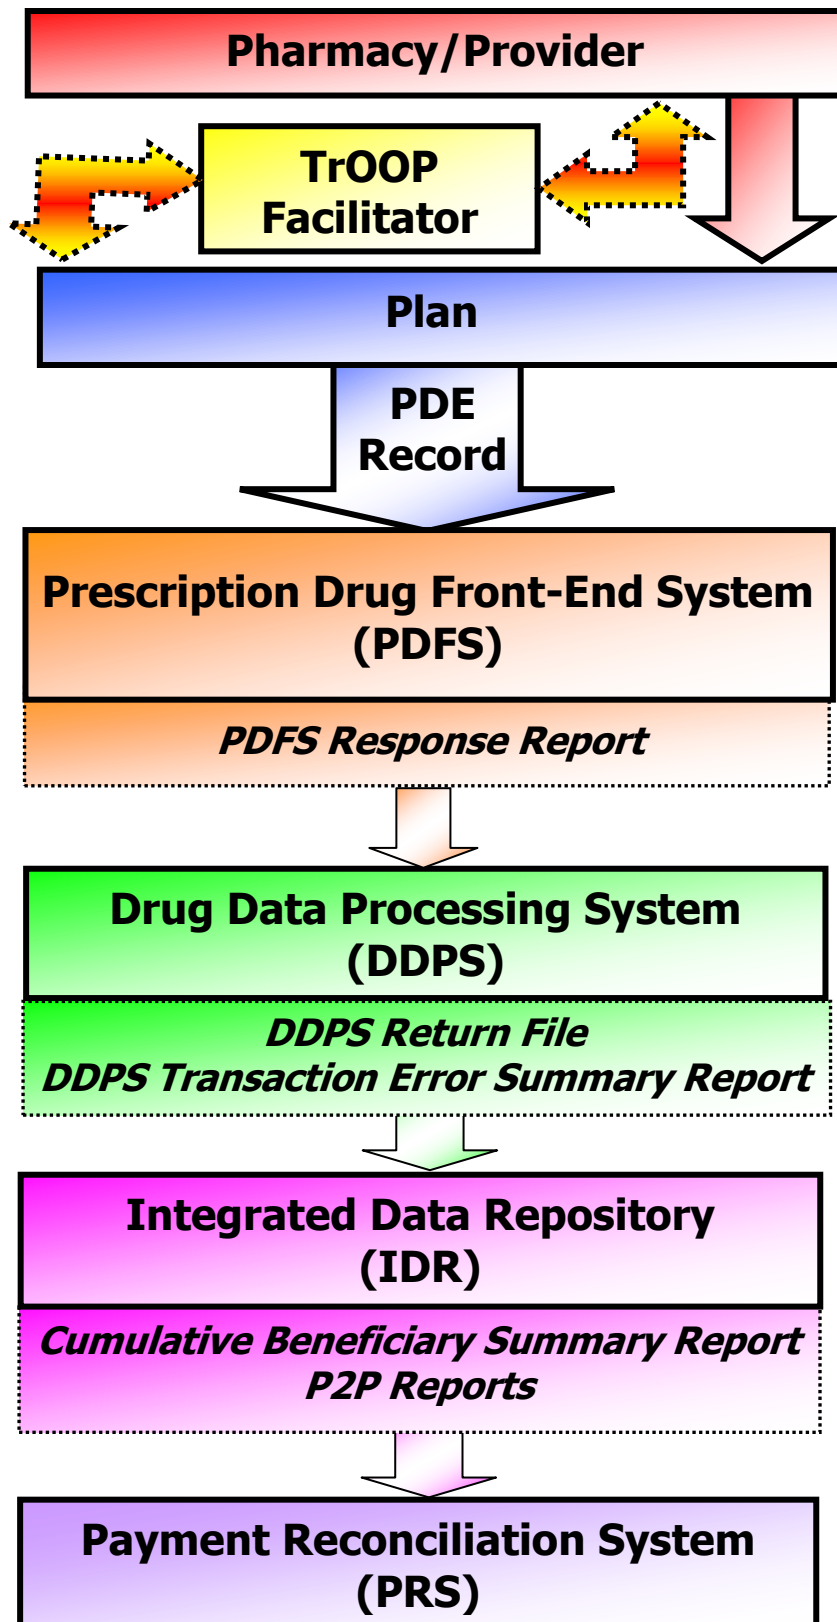 Pharmacy/Provider
TrOOP
Facilitator
Plan
PDE
Record
Prescription Drug Front-End System
(PDFS)
PDFS Response Report
Drug Data Processing System
(DDPS)
DDPS Return File
DDPS Transaction Error Summary Report
Integrated Data Repository
(IDR)
Cumulative Beneficiary Summary Report
P2P Reports
Payment Reconciliation System
(PRS)